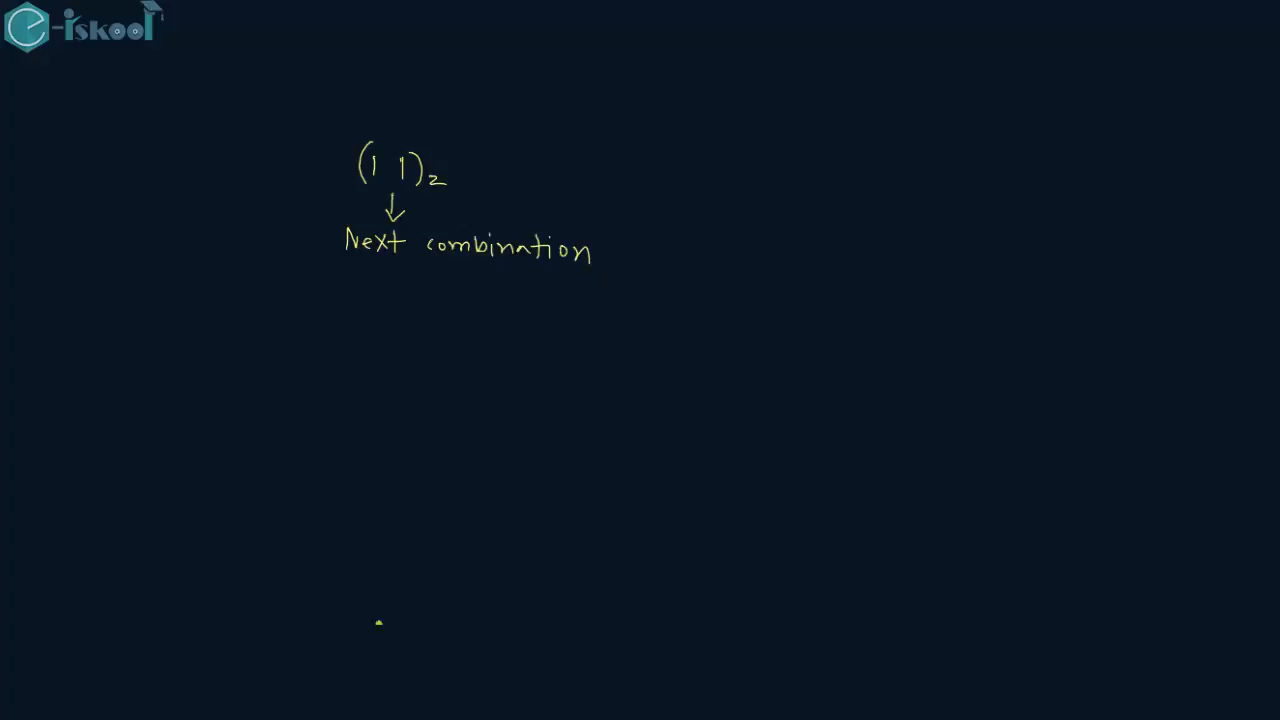 e-iskool
(1 1)₂
↓
Next combination